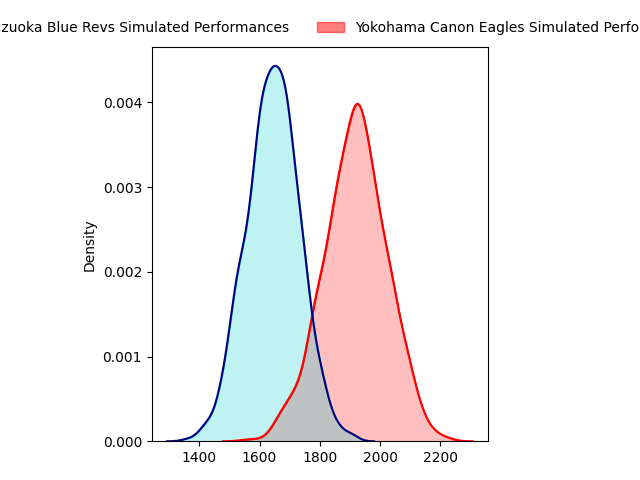 zuoka Blue Revs Simulated Performances
Yokohama Canon Eagles Simulated Perfo
0.004
0.003
0.002
0.001
0.000
Density
1400 1600 1800 2000 2200